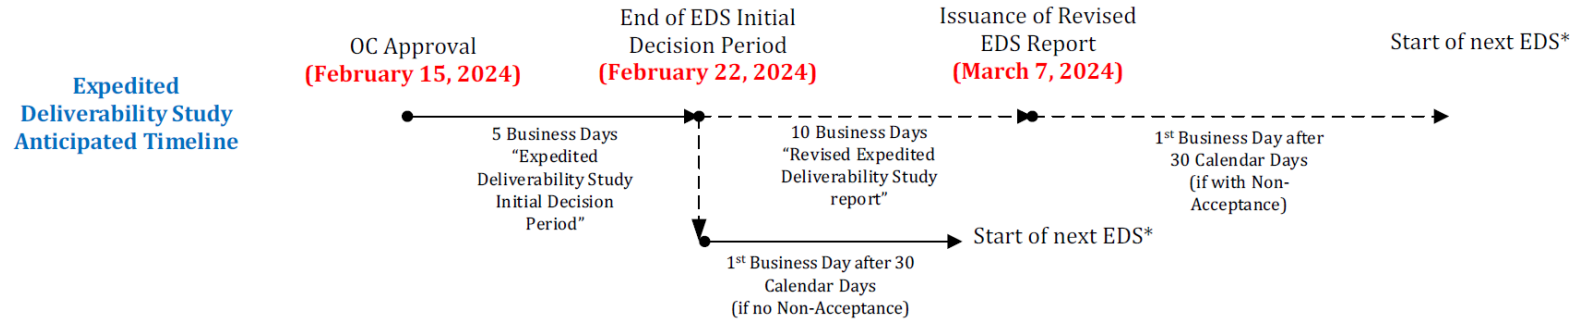 Expedited
Deliverability Study
Anticipated Timeline
OC Approval
(February 15, 2024)
End of EDS Initial
Decision Period
(February 22, 2024)
Issuance of Revised
EDS Report
(March 7, 2024)
Start of next EDS*
5 Business Days
“Expedited
Deliverability Study
Initial Decision
Period”
10 Business Days
“Revised Expedited
Deliverability Study
report”
1st Business Day after
30 Calendar Days
(if with Non-
Acceptance)
Start of next EDS*
1st Business Day after 30
Calendar Days
(if no Non-Acceptance)